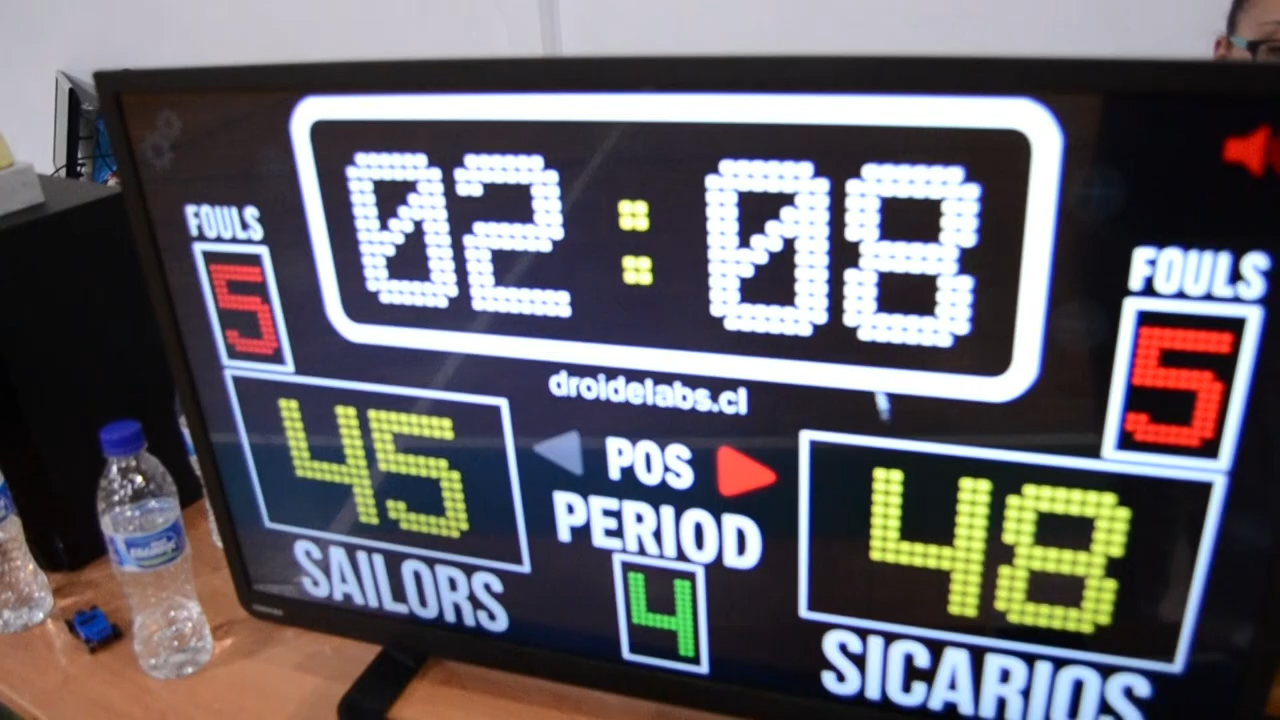 02:08
FOULS
5
FOULS
5
droidelabs.cl
45
POS
48
PERIOD
4
SAILORS
SICARIOS